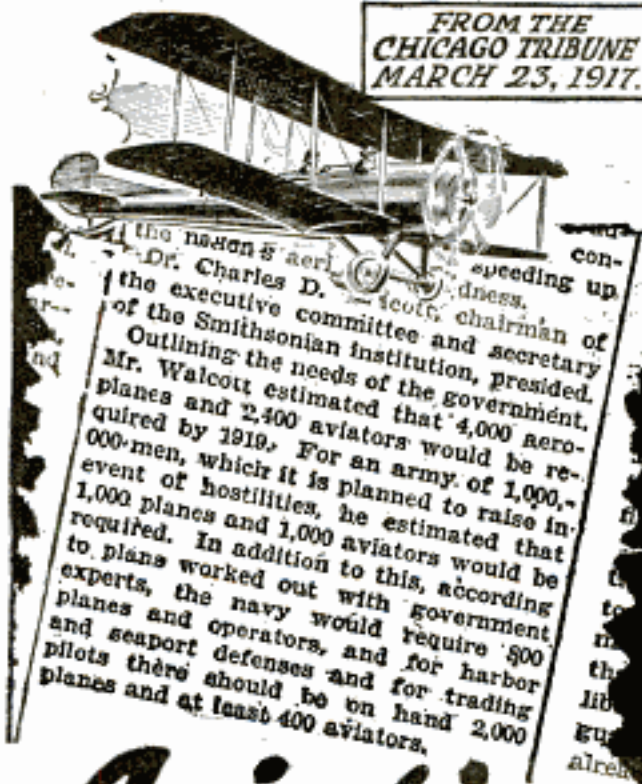 FROM THE
CHICAGO TRIBUNE
MARCH 23, 1917.
con-
the nation's speeding up
Dr. Charles D. chairman of
the executive committee and secretary
of the Smithsonian institution, presided.
Outlining the needs of the government.
Mr. Walcott estimated that 4,000 aero-
planes and 2,400 aviators would be re-
quired by 1919. For an army of 1,000,-
000 men, which it is planned to raise in
event of hostilities, he estimated that
1,000 planes and 1,000 aviators would be
required. In addition to this, according
to plans worked out with government
experts, the navy would require 800
planes and operators, and for harbor
and seaport defenses and for trading
pilots there should be on hand 2,000
planes and at least 400 aviators.